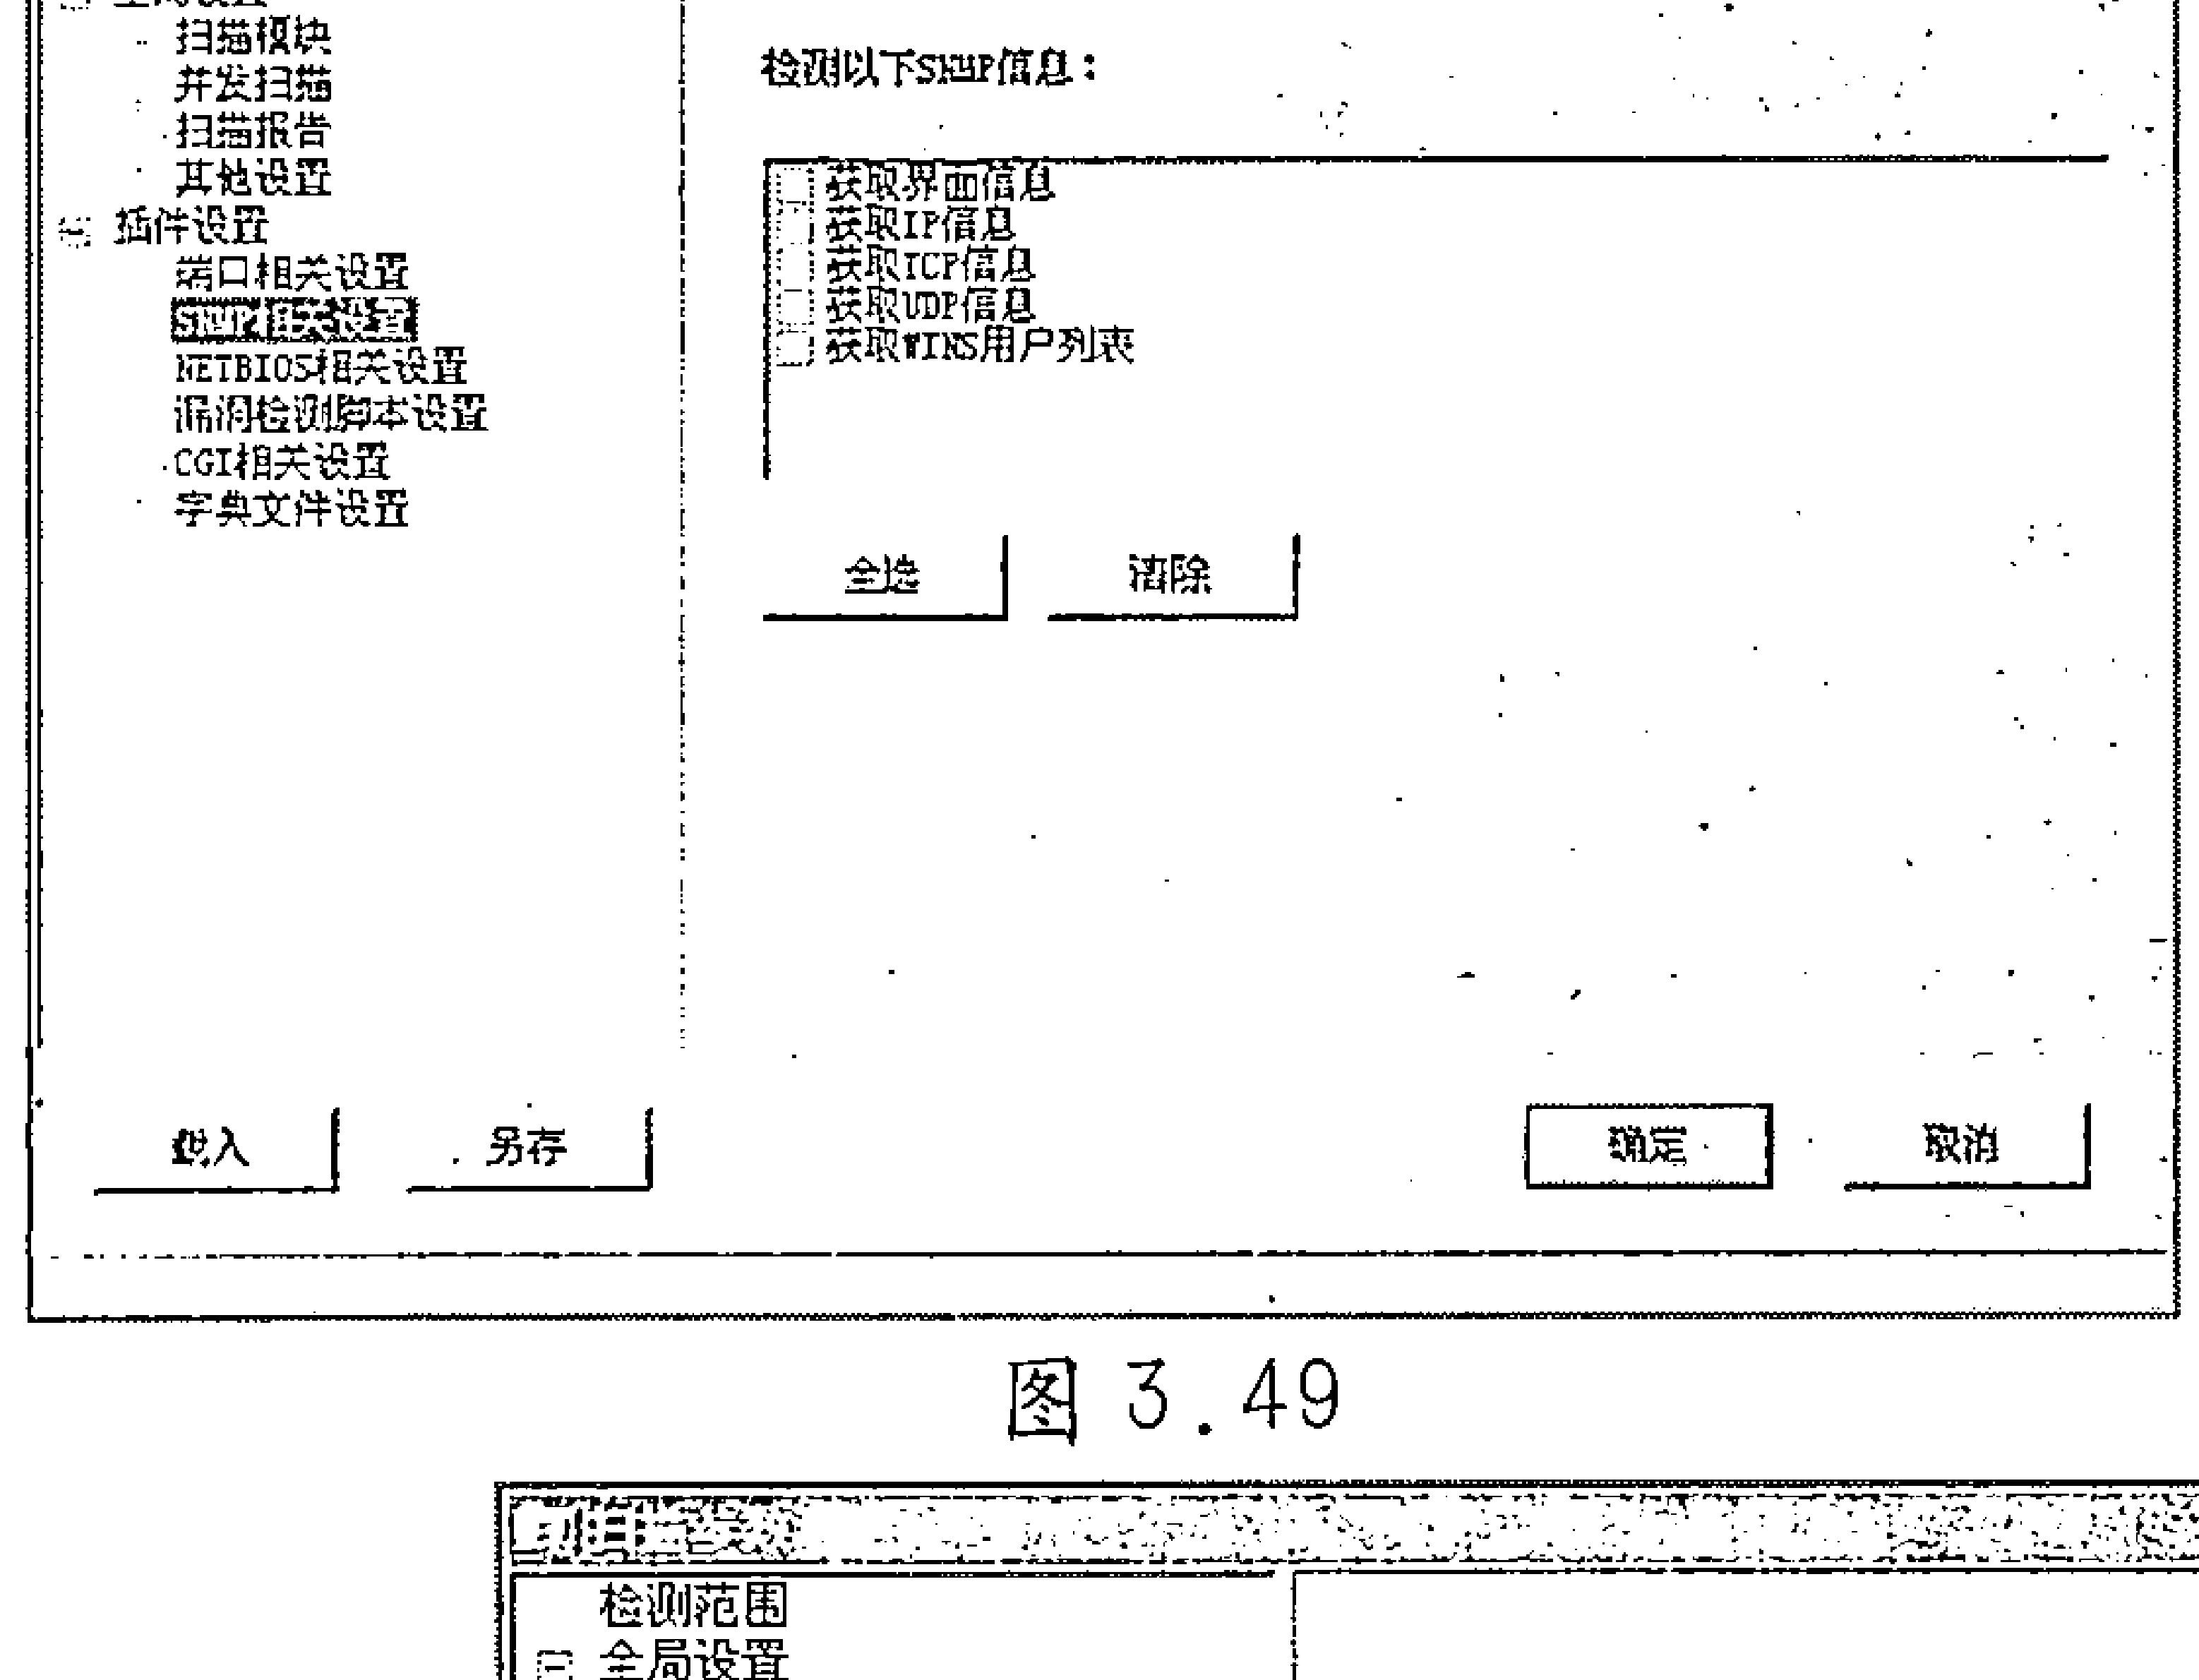 全局设置
扫描模块
并发扫描
扫描报告
其他设置
插件设置
端口相关设置
SNMP相关设置
NETBIOS相关设置
漏洞检测脚本设置
CGI相关设置
字典文件设置
检测以下SNMP信息：
获取界面信息
获取IP信息
获取TCP信息
获取UDP信息
获取WINS用户列表
全选
清除
载入
另存
确定
取消
图 3.49
检测范围
全局设置